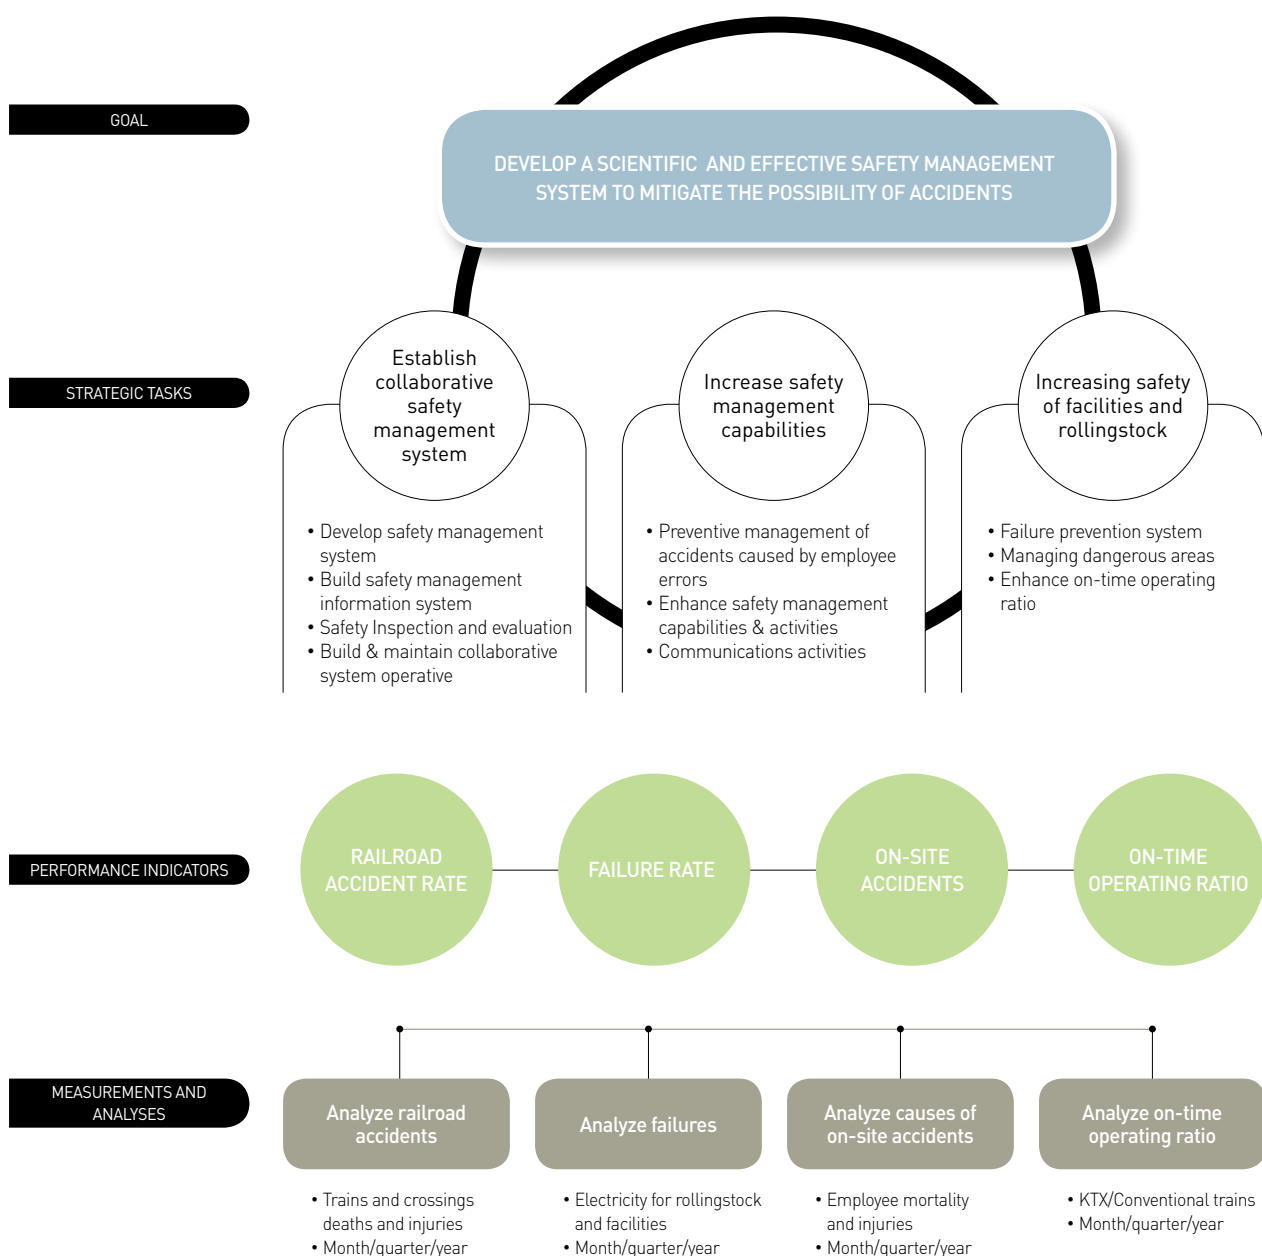 GOAL
DEVELOP A SCIENTIFIC AND EFFECTIVE SAFETY MANAGEMENT
SYSTEM TO MITIGATE THE POSSIBILITY OF ACCIDENTS
STRATEGIC TASKS
Establish
collaborative
safety
management
system
• Develop safety management
system
• Build safety management
information system
• Safety Inspection and evaluation
• Build & maintain collaborative
system operative
Increase safety
management
capabilities
• Preventive management of
accidents caused by employee
errors
• Enhance safety management
capabilities & activities
• Communications activities
Increasing safety
of facilities and
rollingstock
• Failure prevention system
• Managing dangerous areas
• Enhance on-time operating
ratio
PERFORMANCE INDICATORS
RAILROAD
ACCIDENT RATE
FAILURE RATE
ON-SITE
ACCIDENTS
ON-TIME
OPERATING RATIO
MEASUREMENTS AND
ANALYSES
Analyze railroad
accidents
• Trains and crossings
deaths and injuries
• Month/quarter/year
Analyze failures
• Electricity for rollingstock
and facilities
• Month/quarter/year
Analyze causes of
on-site accidents
• Employee mortality
and injuries
• Month/quarter/year
Analyze on-time
operating ratio
• KTX/Conventional trains
• Month/quarter/year